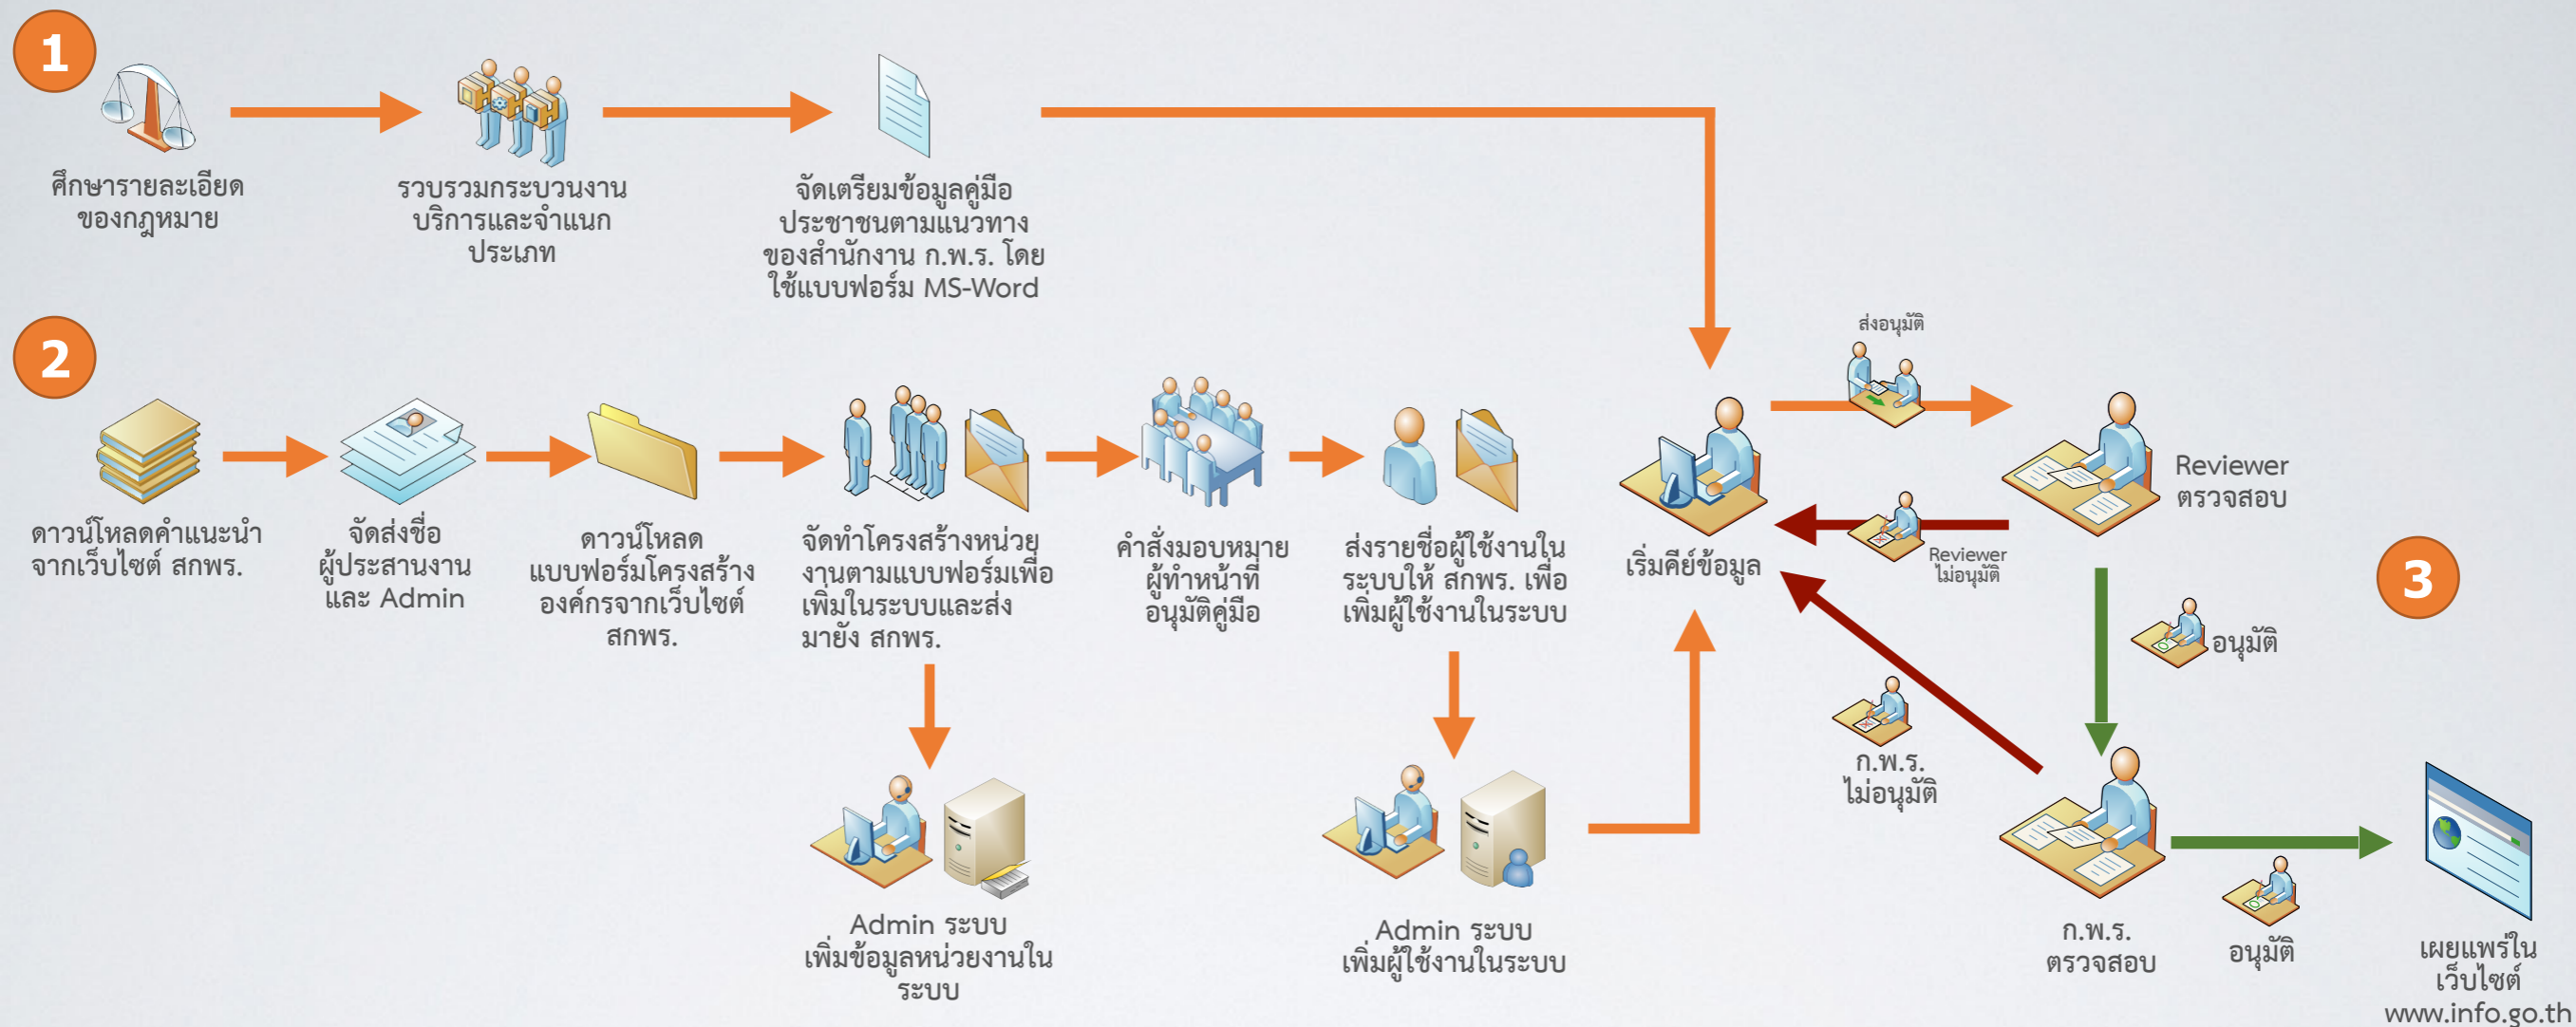 1
ศึกษารายละเอียด
ของกฎหมาย
รวบรวมกระบวนงาน
บริการและจำแนก
ประเภท
จัดเตรียมข้อมูลคู่มือ
ประชาชนตามแนวทาง
ของสำนักงาน ก.พ.ร. โดย
ใช้แบบฟอร์ม MS-Word
2
ดาวน์โหลดคำแนะนำ
จากเว็บไซต์ สกพร.
จัดส่งชื่อ
ผู้ประสานงาน
และ Admin
ดาวน์โหลด
แบบฟอร์มโครงสร้าง
องค์กรจากเว็บไซต์
สกพร.
จัดทำโครงสร้างหน่วย
งานตามแบบฟอร์มเพื่อ
เพิ่มในระบบและส่ง
มายัง สกพร.
คำสั่งมอบหมาย
ผู้ทำหน้าที่
อนุมัติคู่มือ
ส่งรายชื่อผู้ใช้งานใน
ระบบให้ สกพร. เพื่อ
เพิ่มผู้ใช้งานในระบบ
Admin ระบบ
เพิ่มข้อมูลหน่วยงานใน
ระบบ
Admin ระบบ
เพิ่มผู้ใช้งานในระบบ
เริ่มคีย์ข้อมูล
ส่งอนุมัติ
Reviewer
ตรวจสอบ
Reviewer
ไม่อนุมัติ
3
อนุมัติ
ก.พ.ร.
ไม่อนุมัติ
ก.พ.ร.
ตรวจสอบ
อนุมัติ
เผยแพร่ใน
เว็บไซต์
www.info.go.th